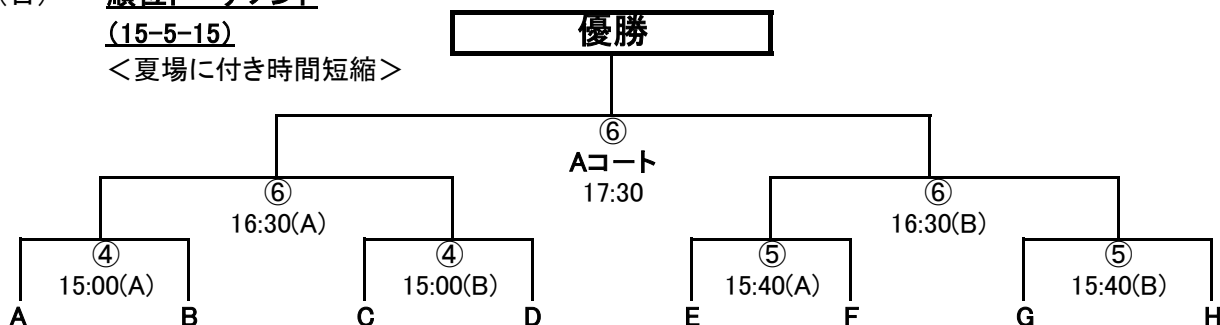 (15-5-15)
＜夏場に付き時間短縮＞
優勝
⑥
Aコート
17:30
⑥
16:30(A)
⑥
16:30(B)
④
15:00(A)
④
15:00(B)
⑤
15:40(A)
⑤
15:40(B)
A B C D E F G H